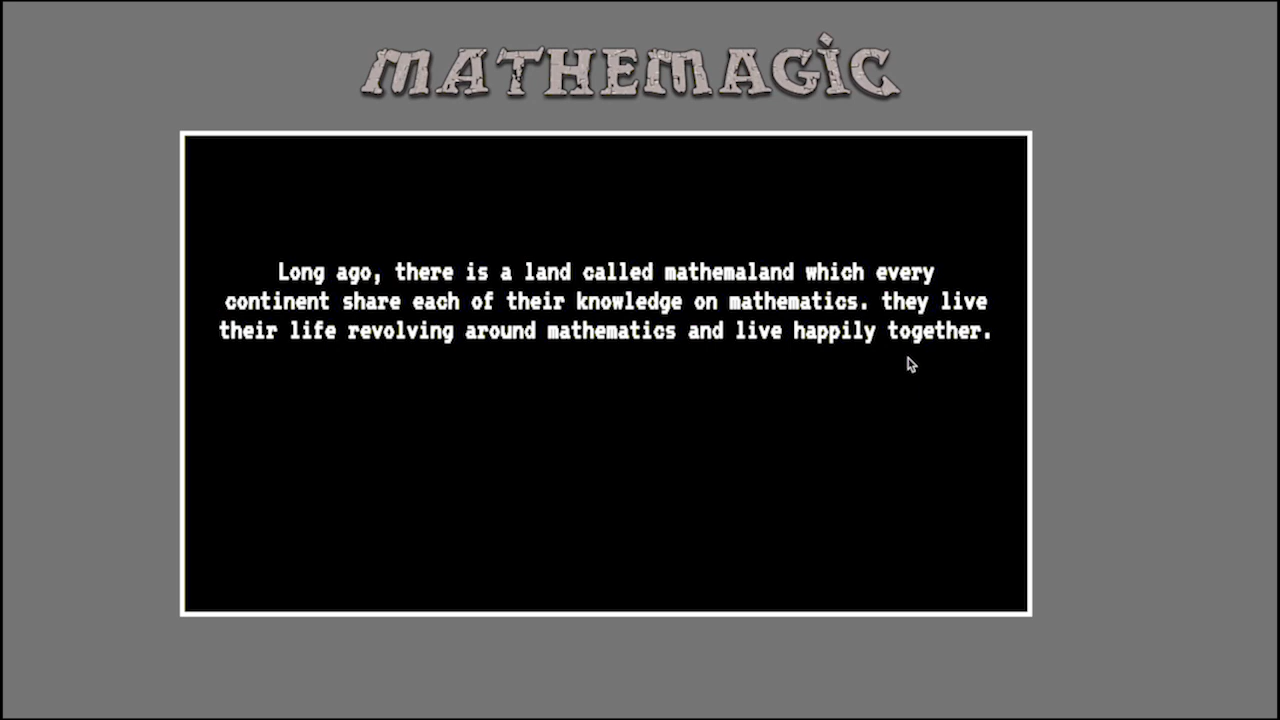 MATHEMAGIC
Long ago, there is a land called mathemaland which every
continent share each of their knowledge on mathematics. they live
their life revolving around mathematics and live happily together.